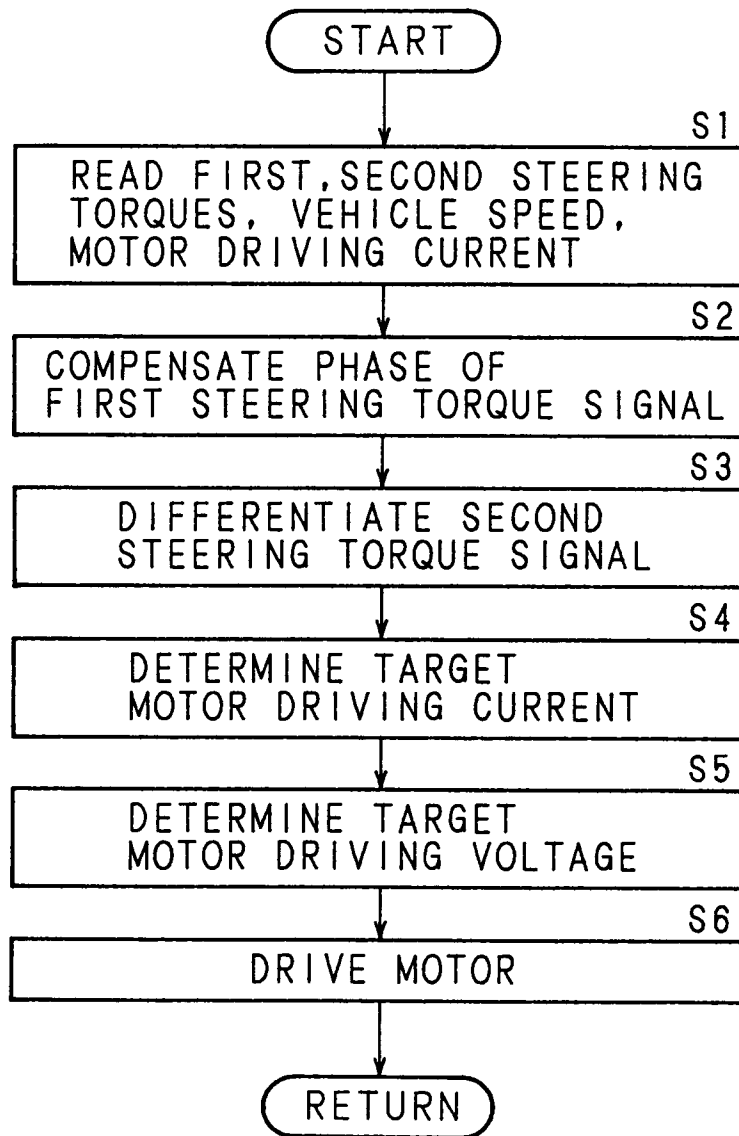 START
S1
READ FIRST, SECOND STEERING
TORQUES, VEHICLE SPEED,
MOTOR DRIVING CURRENT
S2
COMPENSATE PHASE OF
FIRST STEERING TORQUE SIGNAL
S3
DIFFERENTIATE SECOND
STEERING TORQUE SIGNAL
S4
DETERMINE TARGET
MOTOR DRIVING CURRENT
S5
DETERMINE TARGET
MOTOR DRIVING VOLTAGE
S6
DRIVE MOTOR
RETURN